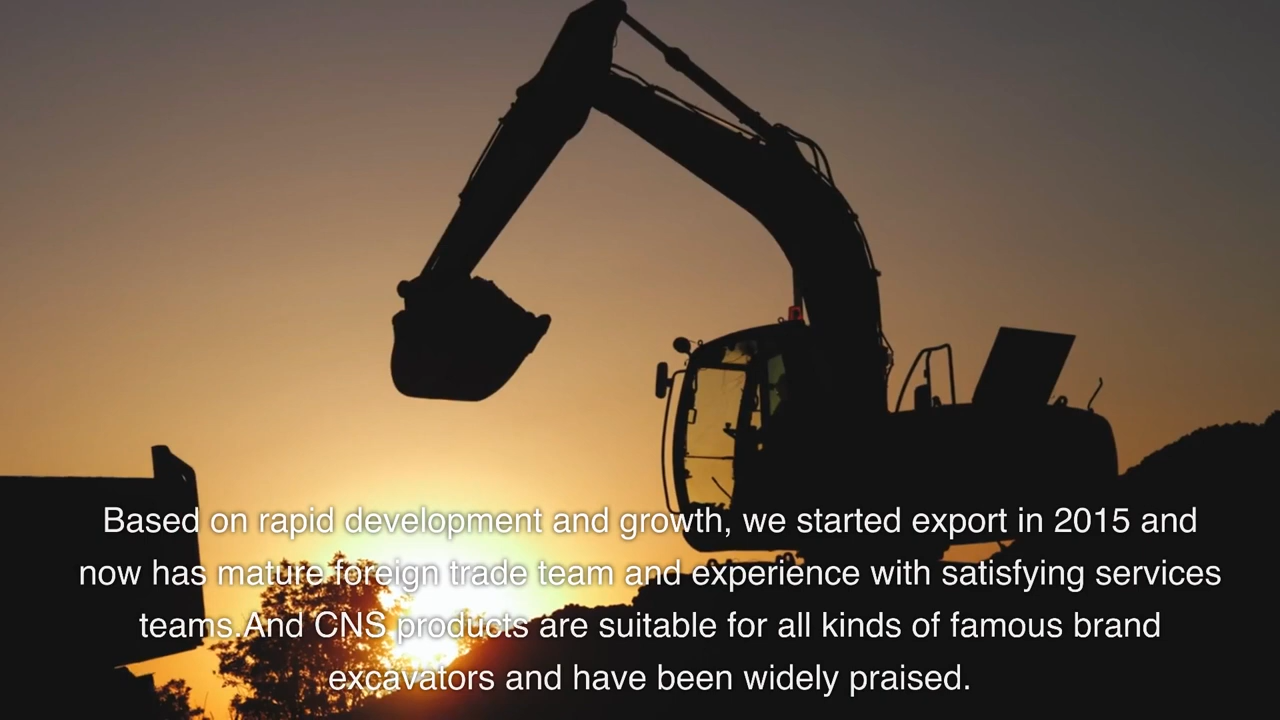 Based on rapid development and growth, we started export in 2015 and
now has mature foreign trade team and experience with satisfying services
teams.And CNS products are suitable for all kinds of famous brand
excavators and have been widely praised.